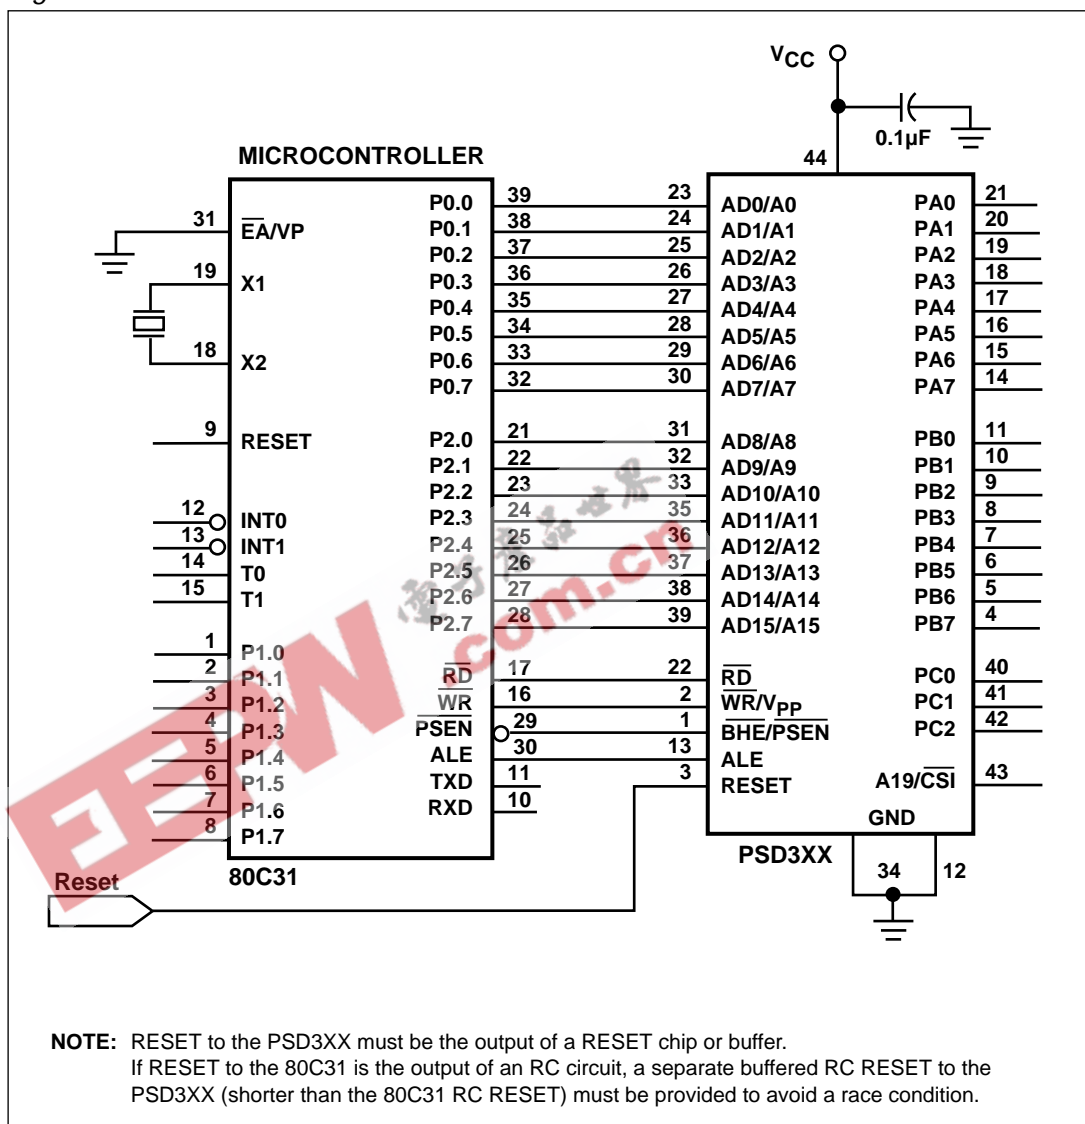 VCC
0.1µF
44
MICROCONTROLLER
31 EA/VP
19 X1
18 X2
9 RESET
12 INT0
13 INT1
14 T0
15 T1
1 P1.0
2 P1.1
3 P1.2
4 P1.3
5 P1.4
6 P1.5
7 P1.6
8 P1.7
P0.0 39
P0.1 38
P0.2 37
P0.3 36
P0.4 35
P0.5 34
P0.6 33
P0.7 32
P2.0 21
P2.1 22
P2.2 23
P2.3 24
P2.4 25
P2.5 26
P2.6 27
P2.7 28
RD 17
WR 16
PSEN 29
ALE 30
TXD 11
RXD 10
80C31
23 AD0/A0
24 AD1/A1
25 AD2/A2
26 AD3/A3
27 AD4/A4
28 AD5/A5
29 AD6/A6
30 AD7/A7
31 AD8/A8
32 AD9/A9
33 AD10/A10
35 AD11/A11
36 AD12/A12
37 AD13/A13
38 AD14/A14
39 AD15/A15
22 RD
2 WR/VPP
1 BHE/PSEN
13 ALE
3 RESET
PA0 21
PA1 20
PA2 19
PA3 18
PA4 17
PA5 16
PA6 15
PA7 14
PB0 11
PB1 10
PB2 9
PB3 8
PB4 7
PB5 6
PB6 5
PB7 4
PC0 40
PC1 41
PC2 42
A19/CSI 43
GND
PSD3XX
34 12
Reset
EEPW
電子產品世界
.com.cn
NOTE: RESET to the PSD3XX must be the output of a RESET chip or buffer.
If RESET to the 80C31 is the output of an RC circuit, a separate buffered RC RESET to the
PSD3XX (shorter than the 80C31 RC RESET) must be provided to avoid a race condition.